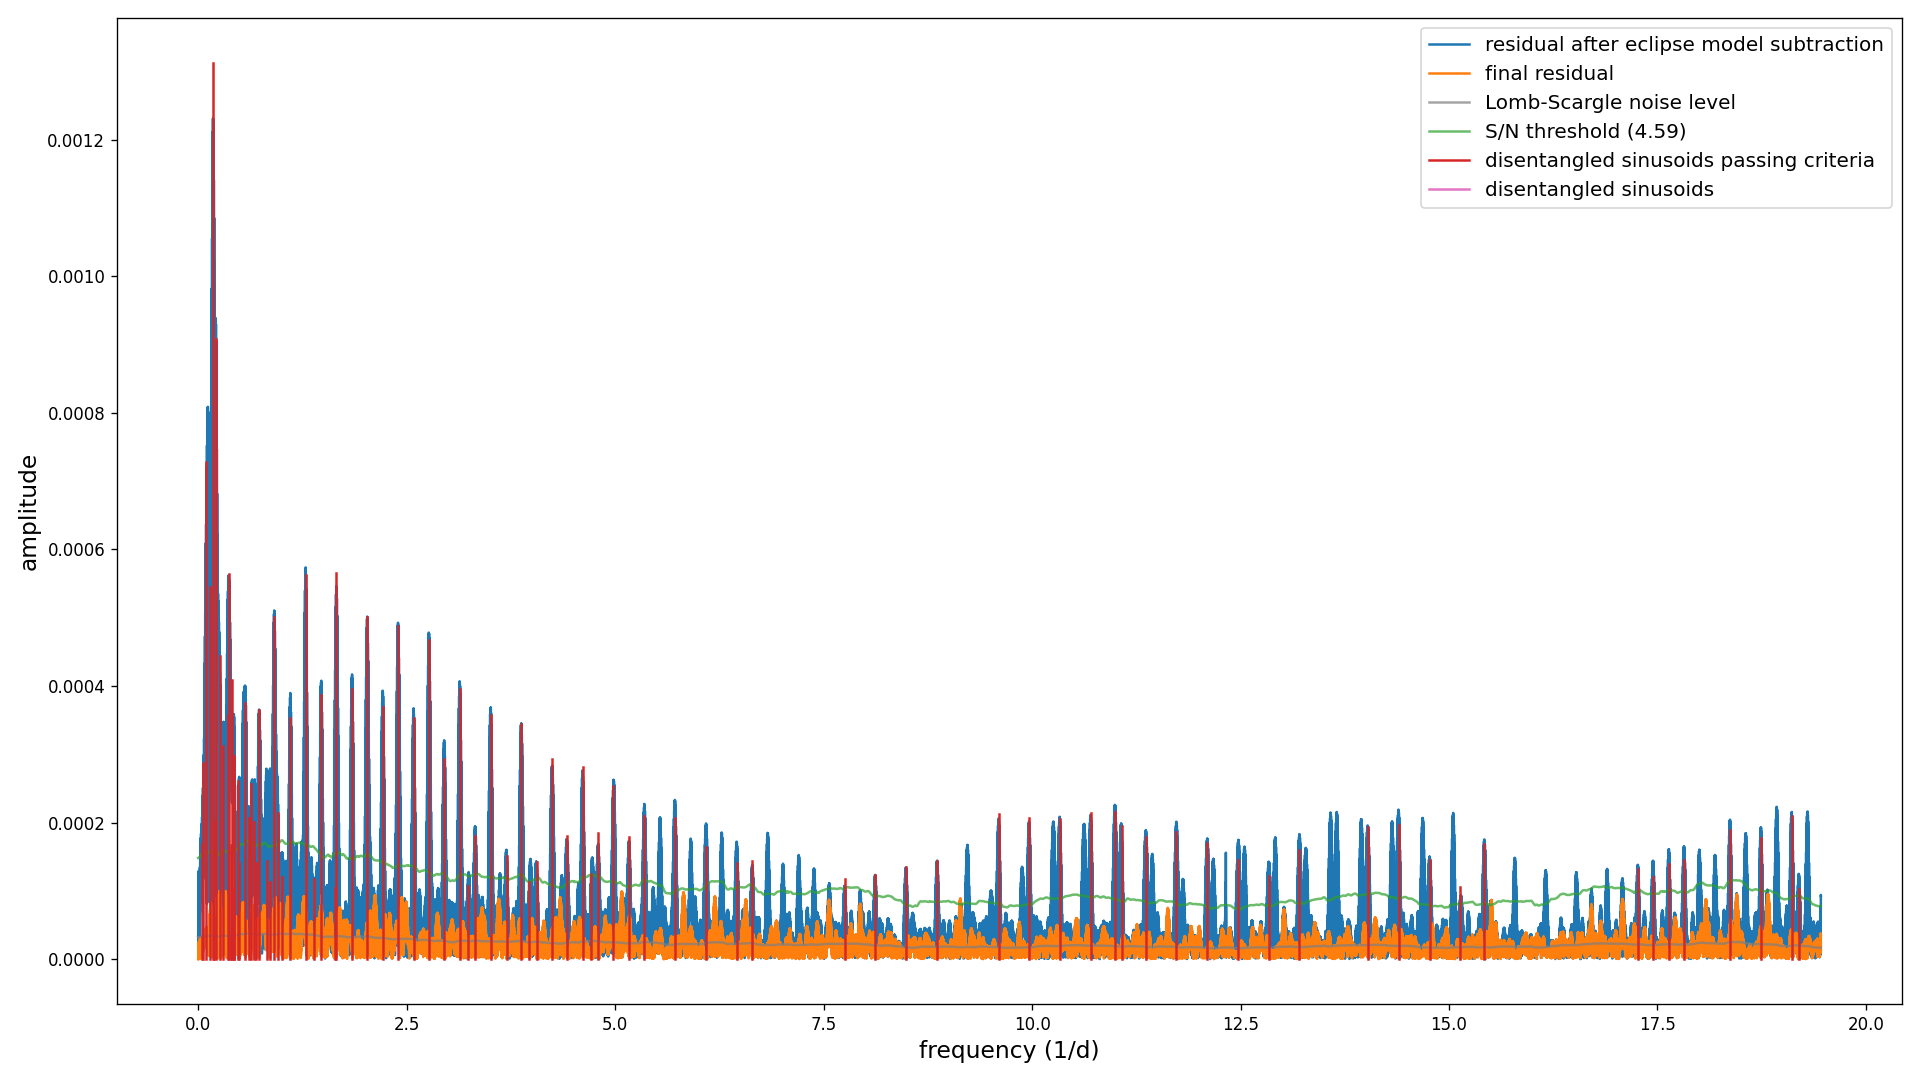 residual after eclipse model subtraction
final residual
Lomb-Scargle noise level
S/N threshold (4.59)
disentangled sinusoids passing criteria
disentangled sinusoids
amplitude
0.0012
0.0010
0.0008
0.0006
0.0004
0.0002
0.0000
0.0 2.5 5.0 7.5 10.0 12.5 15.0 17.5 20.0
frequency (1/d)